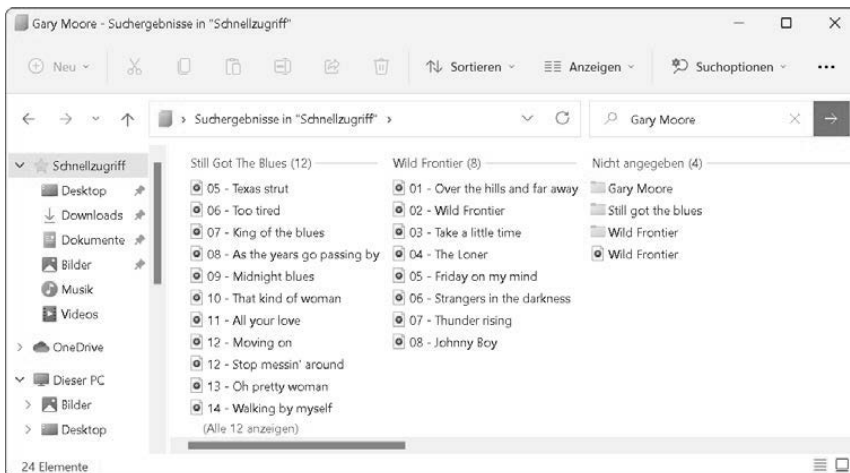 Gary Moore - Suchergebnisse in "Schnellzugriff"
Neu
Sortieren
Anzeigen
Suchoptionen
Suchergebnisse in "Schnellzugriff"
Gary Moore
Schnellzugriff
Desktop
Downloads
Dokumente
Bilder
Musik
Videos
OneDrive
Dieser PC
Bilder
Desktop
Still Got The Blues (12)
05 - Texas strut
06 - Too tired
07 - King of the blues
08 - As the years go passing by
09 - Midnight blues
10 - That kind of woman
11 - All your love
12 - Moving on
12 - Stop messin' around
13 - Oh pretty woman
14 - Walking by myself
(Alle 12 anzeigen)
Wild Frontier (8)
01 - Over the hills and far away
02 - Wild Frontier
03 - Take a little time
04 - The Loner
05 - Friday on my mind
06 - Strangers in the darkness
07 - Thunder rising
08 - Johnny Boy
Nicht angegeben (4)
Gary Moore
Still got the blues
Wild Frontier
Wild Frontier
24 Elemente